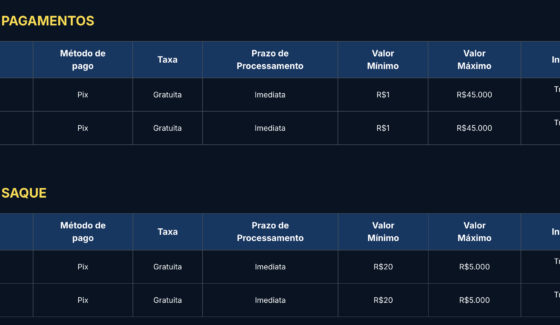 PAGAMENTOS
Método de pago Taxa Prazo de Processamento Valor Mínimo Valor Máximo In
Pix Gratuita Imediata R$1 R$45.000
Pix Gratuita Imediata R$1 R$45.000
SAQUE
Método de pago Taxa Prazo de Processamento Valor Mínimo Valor Máximo In
Pix Gratuita Imediata R$20 R$5.000
Pix Gratuita Imediata R$20 R$5.000